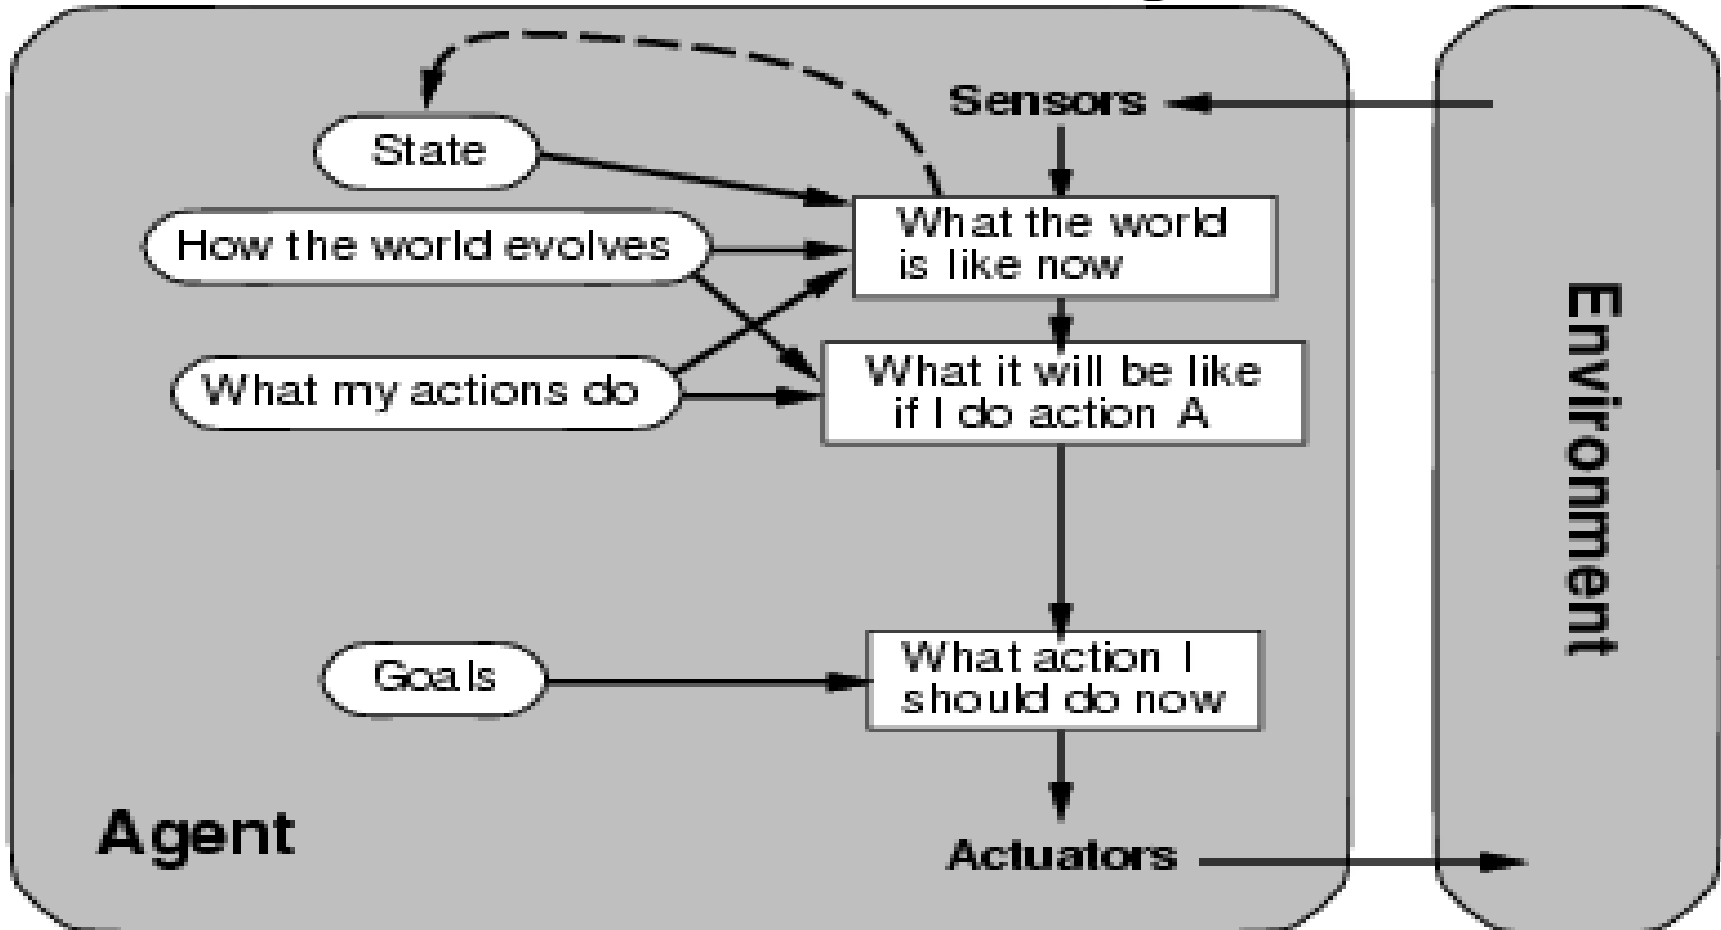 Sensors
State
What the world
is like now
How the world evolves
What it will be like
if I do action A
What my actions do
Environment
What action I
should do now
Goals
Agent
Actuators